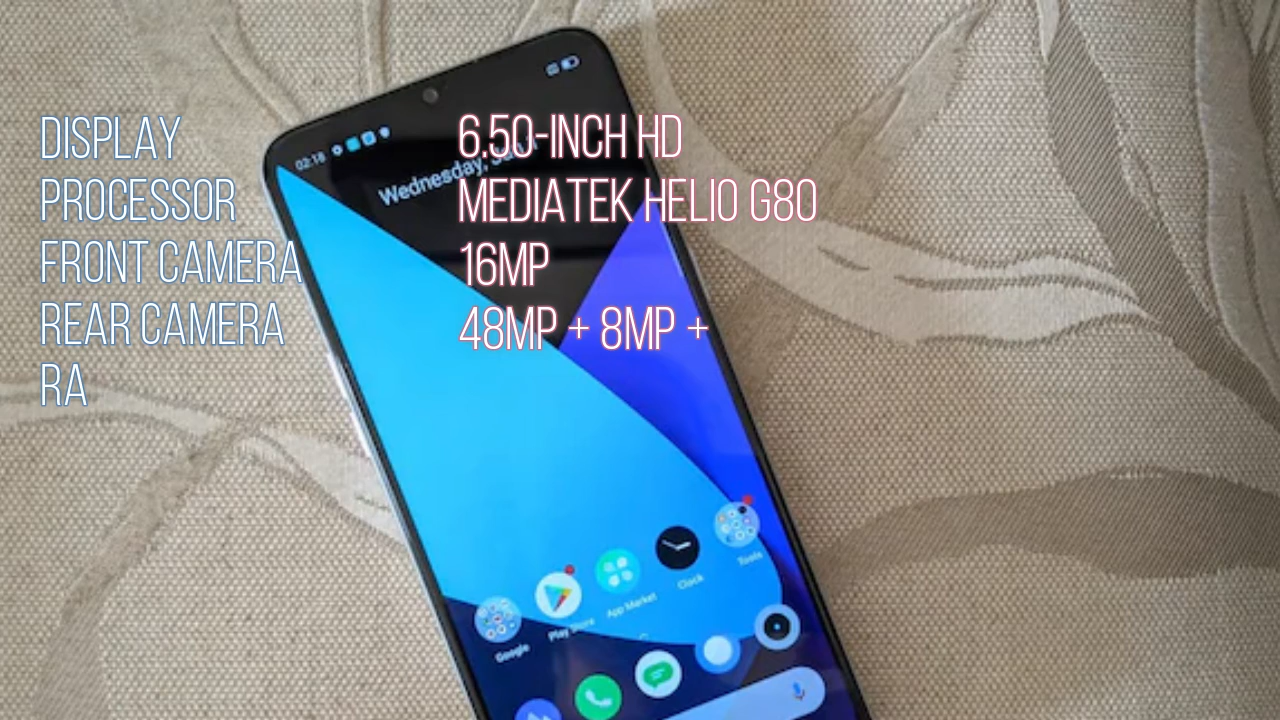 DISPLAY 6.50-INCH HD
PROCESSOR MEDIATEK HELIO G80
FRONT CAMERA 16MP
REAR CAMERA 48MP + 8MP +
RA
02:18
Wednesday,
Google
Play Store
App Market
Clock
Tools